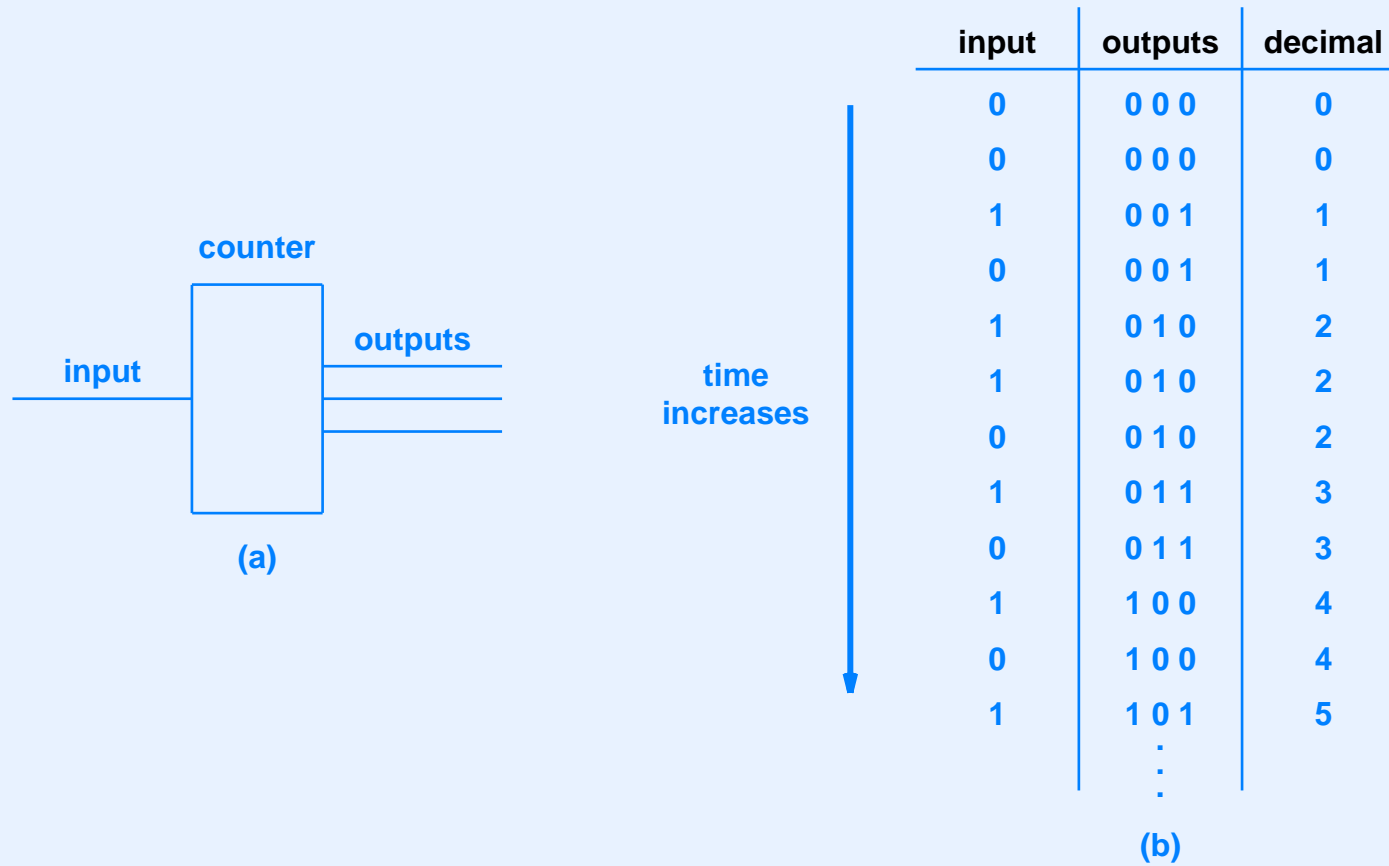 counter
input
outputs
(a)
time
increases
input outputs decimal
0 0 0 0 0
0 0 0 0 0
1 0 0 1 1
0 0 0 1 1
1 0 1 0 2
1 0 1 0 2
0 0 1 0 2
1 0 1 1 3
0 0 1 1 3
1 1 0 0 4
0 1 0 0 4
1 1 0 1 5
.
.
.
(b)